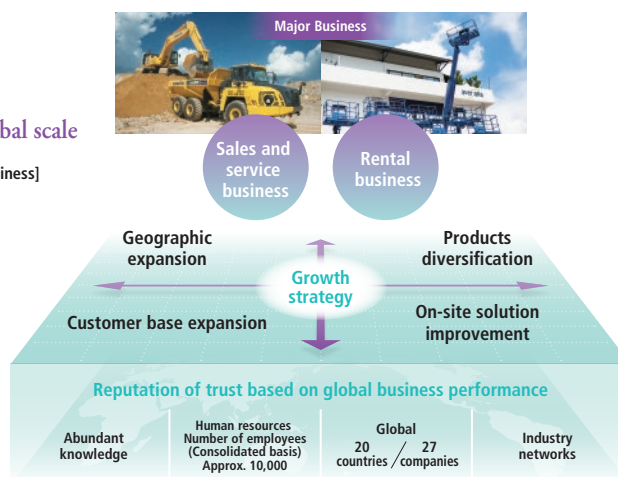 Major Business
bal scale
iness]
Sales and
service
business
Rental
business
Geographic
expansion
Products
diversification
Growth
strategy
Customer base expansion
On-site solution
improvement
Reputation of trust based on global business performance
Abundant
knowledge
Human resources
Number of employees
(Consolidated basis)
Approx. 10,000
Global
20 / 27
countries / companies
Industry
networks